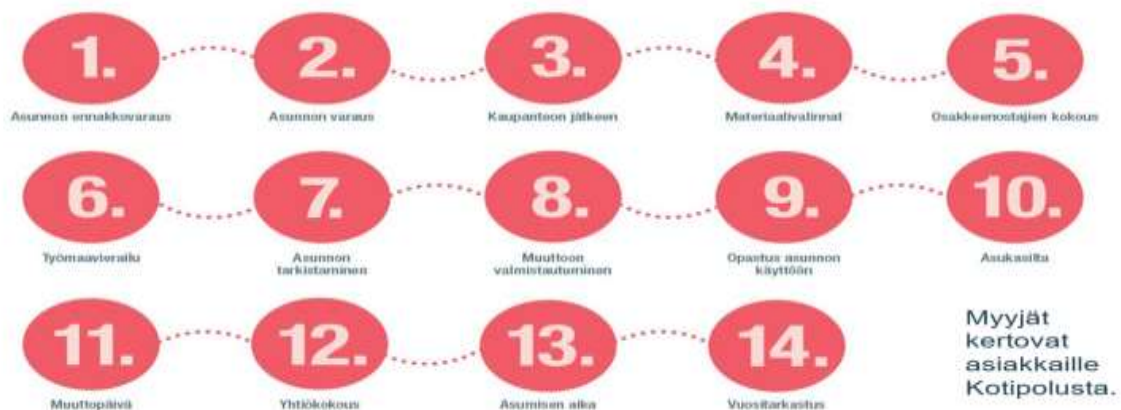 1.
Asunnon ennakkovaraus
2.
Asunnon varaus
3.
Kaupanteon jälkeen
4.
Materiaalivalinnat
5.
Osakkeenostajien kokous
6.
Työmaavierailu
7.
Asunnon
tarkistaminen
8.
Muuttoon
valmistautuminen
9.
Opastus asunnon
käyttöön
10.
Asukasilta
11.
Muuttopäivä
12.
Yhtiökokous
13.
Asumisen aika
14.
Vuositarkastus
Myyjät
kertovat
asiakkaille
Kotipolusta.